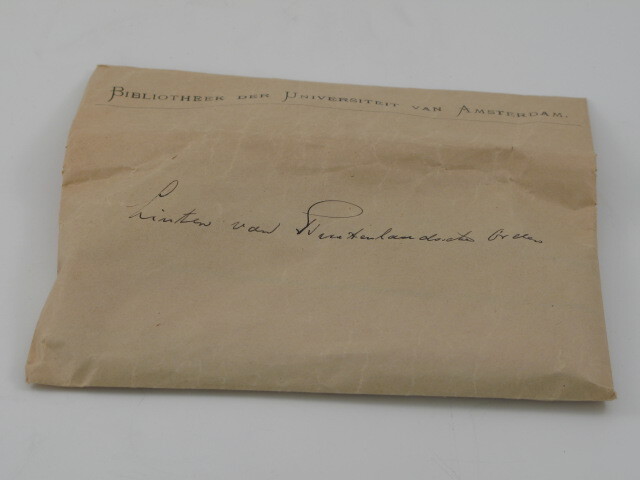 Bibliotheek der Universiteit van Amsterdam.
Linten van Buitenlandsche Orden